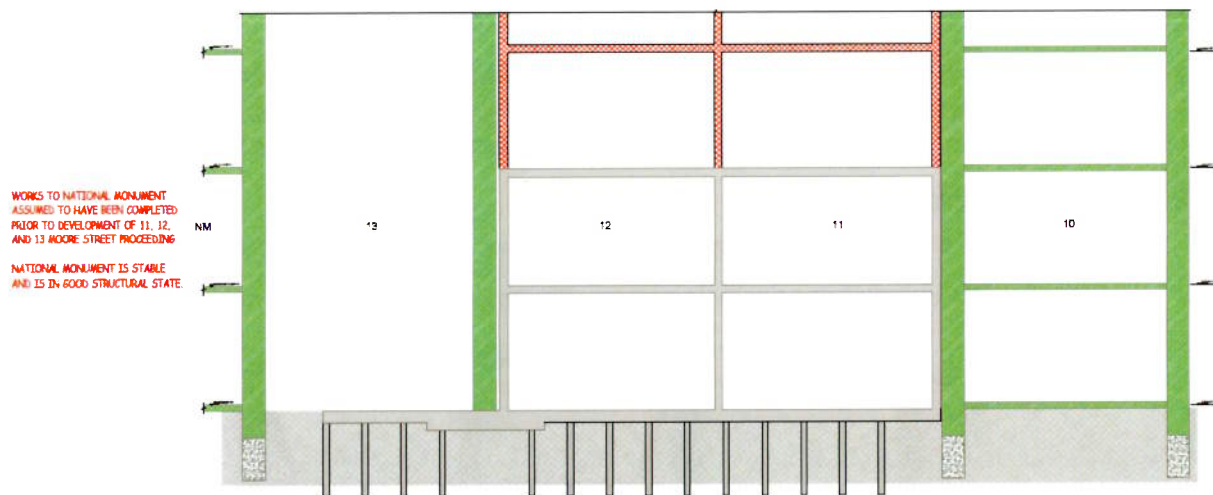 WORKS TO NATIONAL MONUMENT
ASSUMED TO HAVE BEEN COMPLETED
PRIOR TO DEVELOPMENT OF 11, 12,
AND 13 MOORE STREET PROCEEDING
NATIONAL MONUMENT IS STABLE
AND IS IN GOOD STRUCTURAL STATE.
NM
13
12
11
10